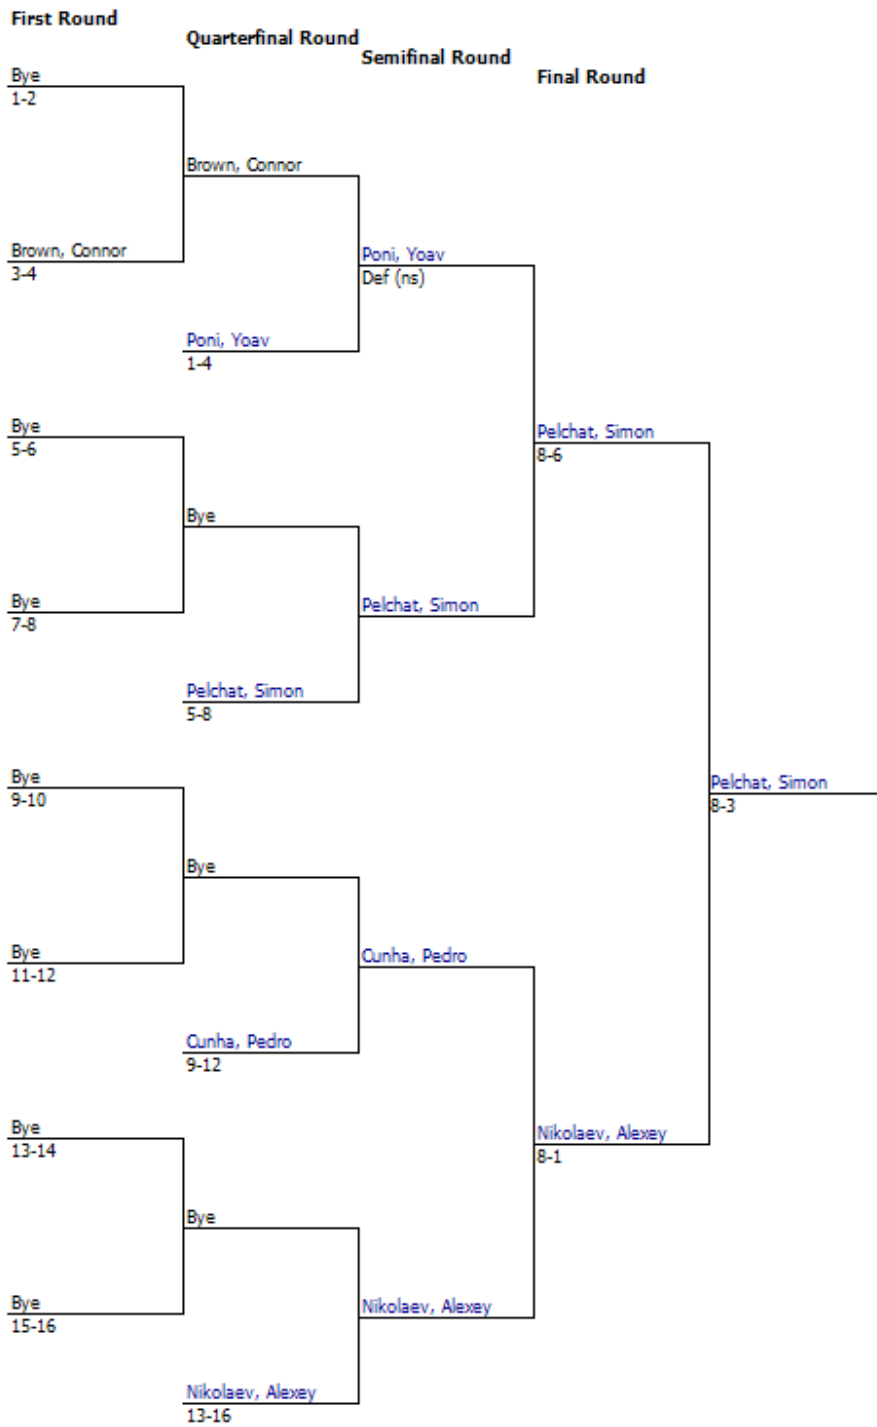 First Round
Quarterfinal Round
Semifinal Round
Final Round
Bye
1-2
Brown, Connor
Brown, Connor
3-4
Poni, Yoav
Def (ns)
Poni, Yoav
1-4
Bye
5-6
Pelchat, Simon
8-6
Bye
Bye
7-8
Pelchat, Simon
Pelchat, Simon
5-8
Bye
9-10
Pelchat, Simon
8-3
Bye
Bye
11-12
Cunha, Pedro
Cunha, Pedro
9-12
Bye
13-14
Nikolaev, Alexey
8-1
Bye
Bye
15-16
Nikolaev, Alexey
Nikolaev, Alexey
13-16